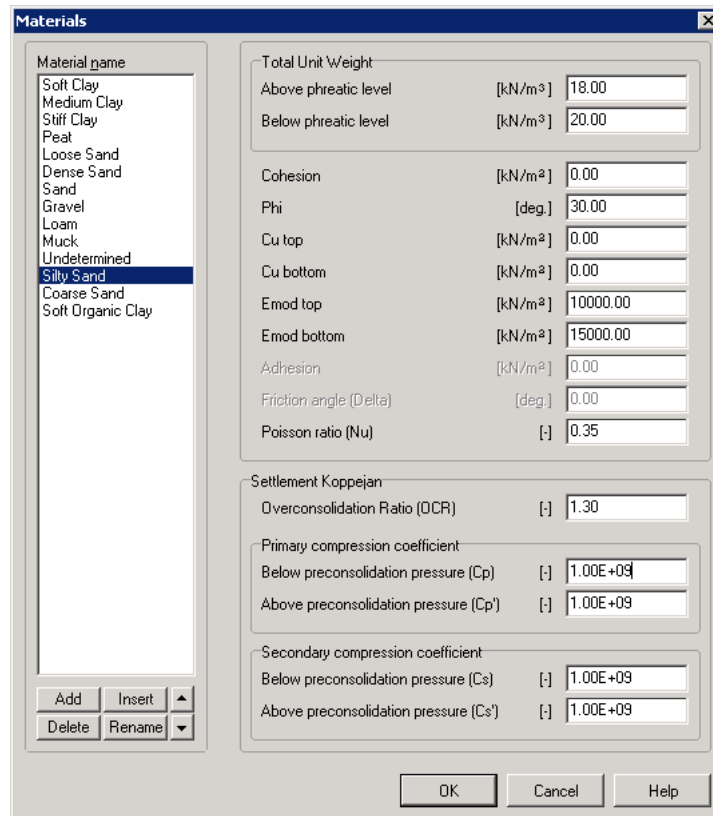 Materials
Material name
Soft Clay
Medium Clay
Stiff Clay
Peat
Loose Sand
Dense Sand
Sand
Gravel
Loam
Muck
Undetermined
Silty Sand
Coarse Sand
Soft Organic Clay
Add Insert
Delete Rename
Total Unit Weight
Above phreatic level [kN/m³] 18.00
Below phreatic level [kN/m³] 20.00
Cohesion [kN/m²] 0.00
Phi [deg.] 30.00
Cu top [kN/m²] 0.00
Cu bottom [kN/m²] 0.00
Emod top [kN/m²] 10000.00
Emod bottom [kN/m²] 15000.00
Adhesion [kN/m²] 0.00
Friction angle (Delta) [deg.] 0.00
Poisson ratio (Nu) [-] 0.35
Settlement Koppejan
Overconsolidation Ratio (OCR) [-] 1.30
Primary compression coefficient
Below preconsolidation pressure (Cp) [-] 1.00E+09
Above preconsolidation pressure (Cp') [-] 1.00E+09
Secondary compression coefficient
Below preconsolidation pressure (Cs) [-] 1.00E+09
Above preconsolidation pressure (Cs') [-] 1.00E+09
OK Cancel Help